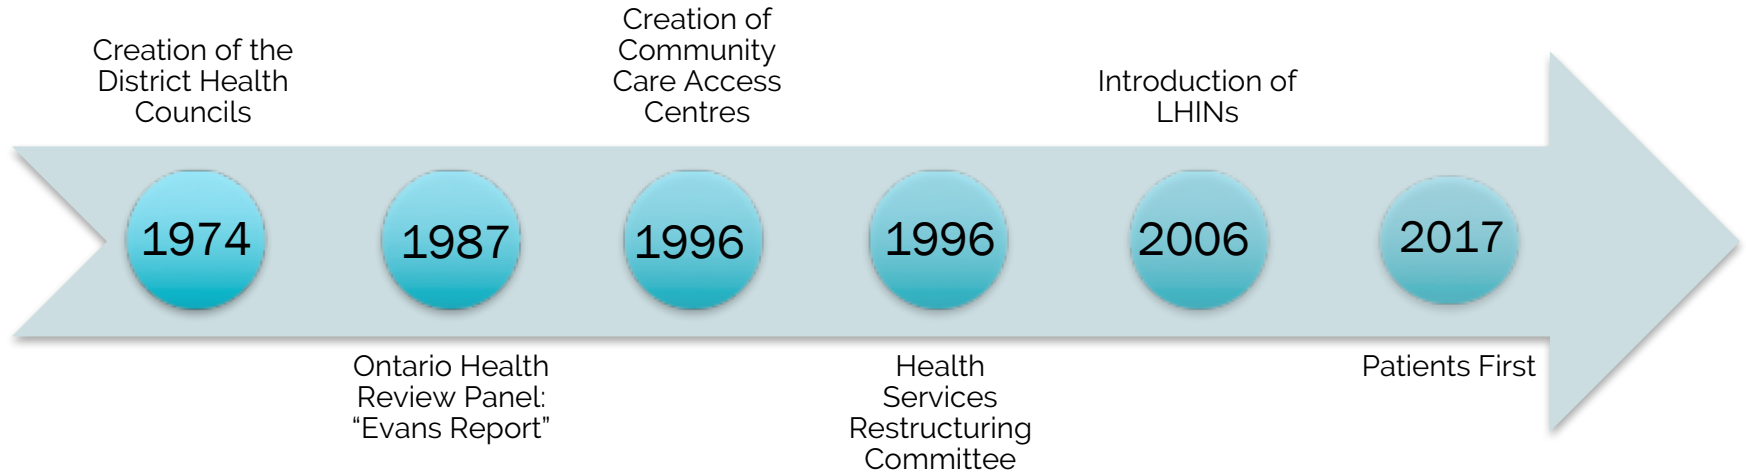 Creation of the
District Health
Councils
1974
1987
Ontario Health
Review Panel:
“Evans Report”
Creation of
Community
Care Access
Centres
1996
1996
Health
Services
Restructuring
Committee
Introduction of
LHINs
2006
2017
Patients First